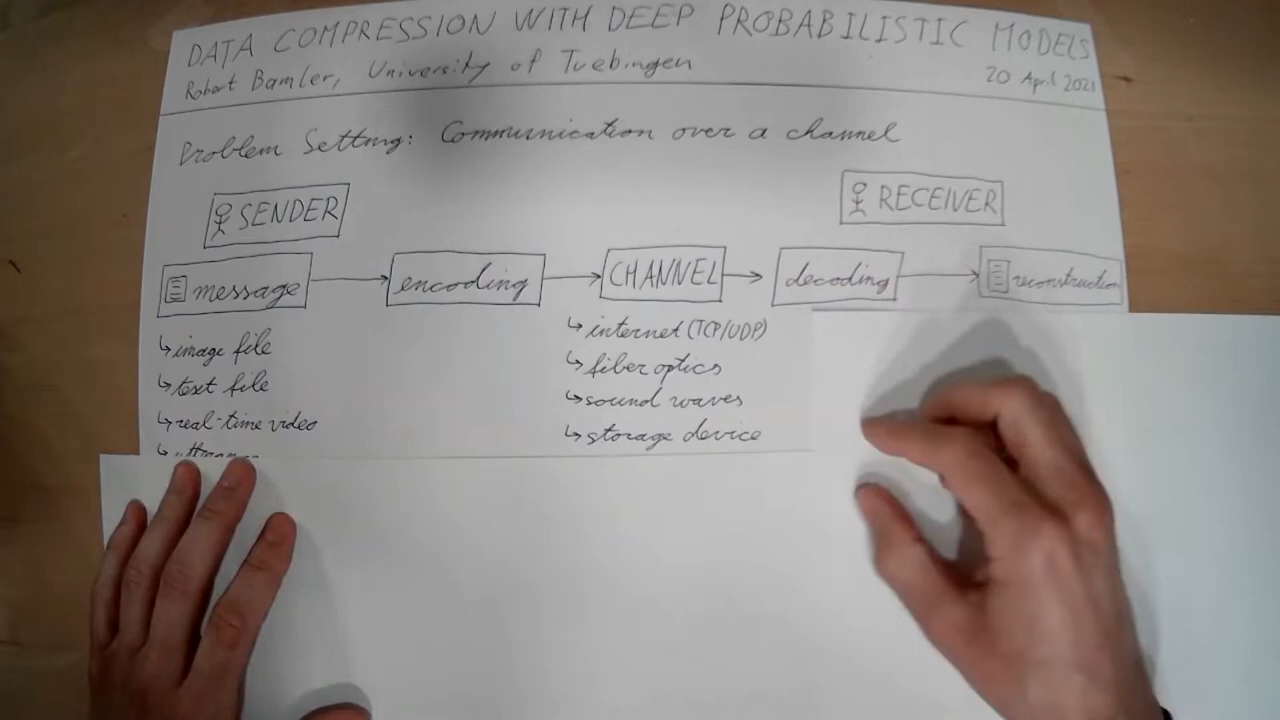 DATA COMPRESSION WITH DEEP PROBABILISTIC MODELS
Robert Bamler, University of Tuebingen
20 April 2021
Problem Setting: Communication over a channel
SENDER
RECEIVER
message
encoding
CHANNEL
decoding
reconstruction
↳ image file
↳ text file
↳ real-time video
↳ internet (TCP/UDP)
↳ fiber optics
↳ sound waves
↳ storage device